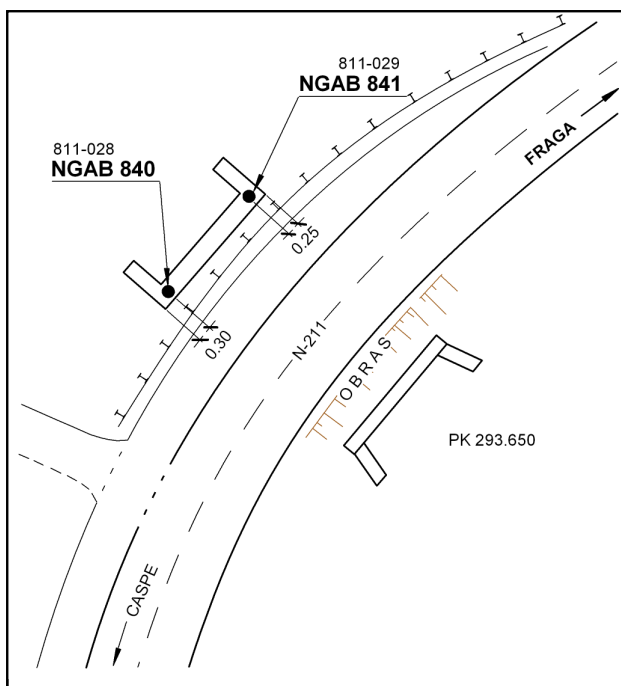 811-029
NGAB 841
811-028
NGAB 840
FRAGA
0.25
0.30
N-211
OBRAS
PK 293.650
CASPE